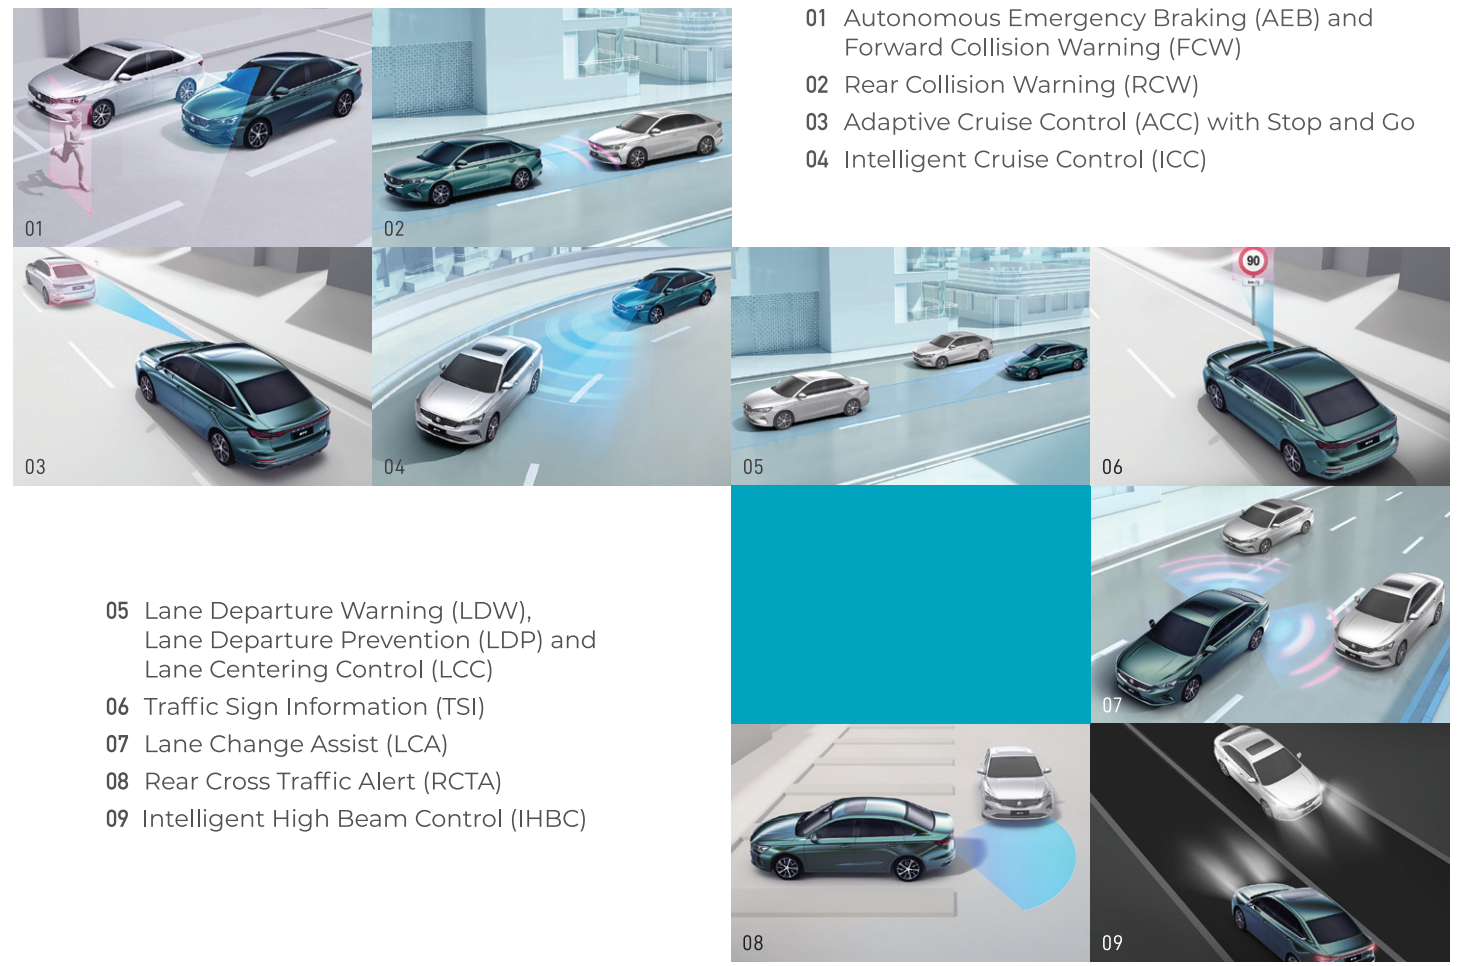 01 Autonomous Emergency Braking (AEB) and
Forward Collision Warning (FCW)
02 Rear Collision Warning (RCW)
03 Adaptive Cruise Control (ACC) with Stop and Go
04 Intelligent Cruise Control (ICC)
01
02
03
04
05
90
06
05 Lane Departure Warning (LDW),
Lane Departure Prevention (LDP) and
Lane Centering Control (LCC)
06 Traffic Sign Information (TSI)
07 Lane Change Assist (LCA)
08 Rear Cross Traffic Alert (RCTA)
09 Intelligent High Beam Control (IHBC)
07
08
09